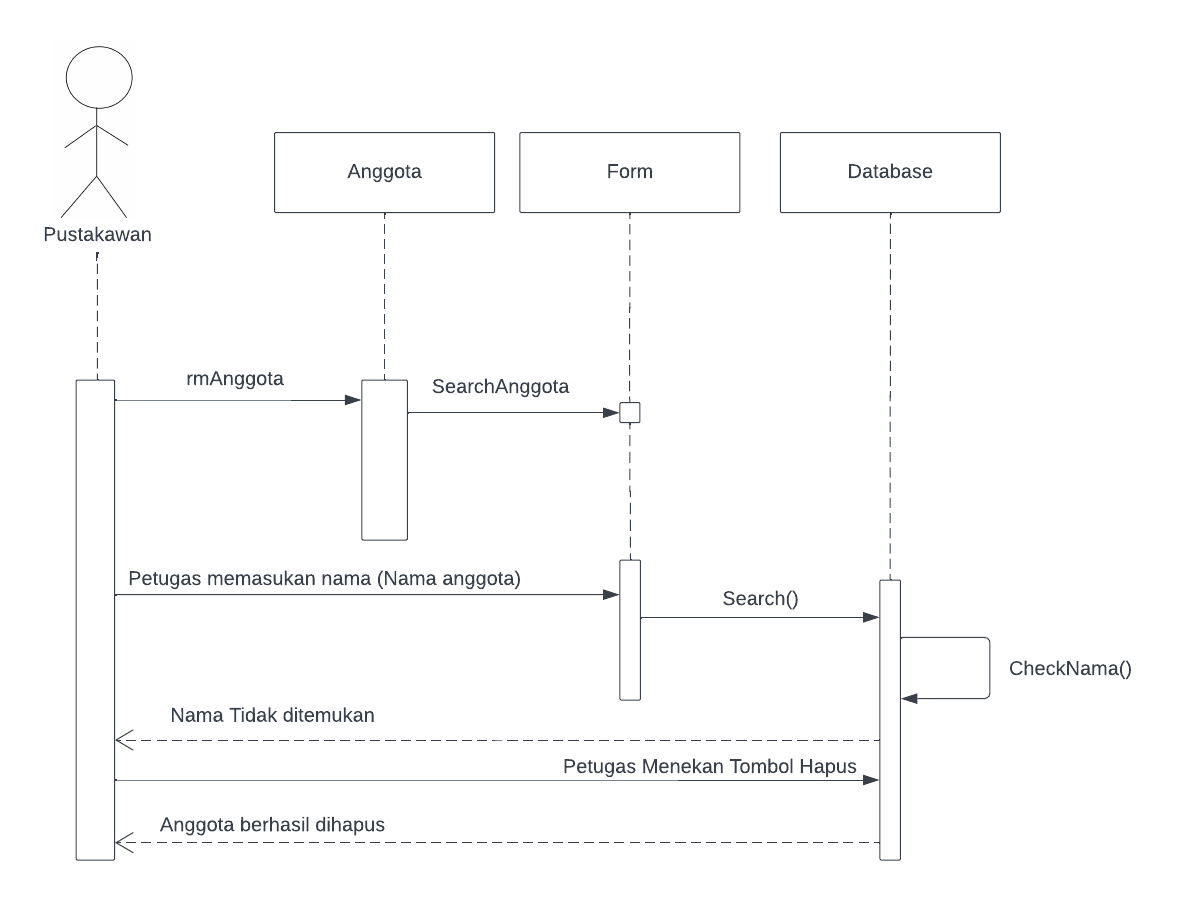 Pustakawan
Anggota
Form
Database
rmAnggota
SearchAnggota
Petugas memasukan nama (Nama anggota)
Search()
CheckNama()
Nama Tidak ditemukan
Petugas Menekan Tombol Hapus
Anggota berhasil dihapus